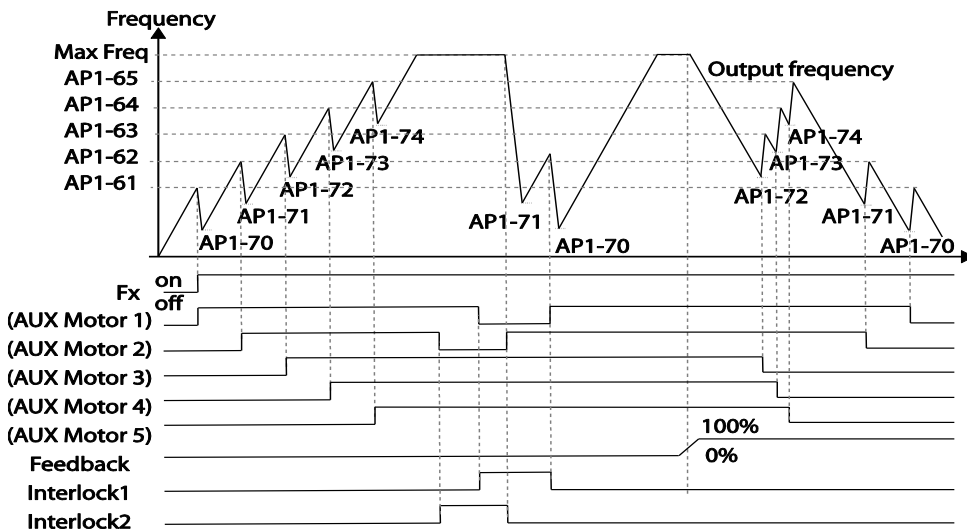 Frequency
Max Freq
AP1-65
AP1-64
AP1-63
AP1-62
AP1-61
Output frequency
AP1-74
AP1-73
AP1-72
AP1-71
AP1-70
AP1-71
AP1-70
AP1-74
AP1-73
AP1-72
AP1-71
AP1-70
Fx
on
off
(AUX Motor 1)
(AUX Motor 2)
(AUX Motor 3)
(AUX Motor 4)
(AUX Motor 5)
Feedback
100%
0%
Interlock1
Interlock2